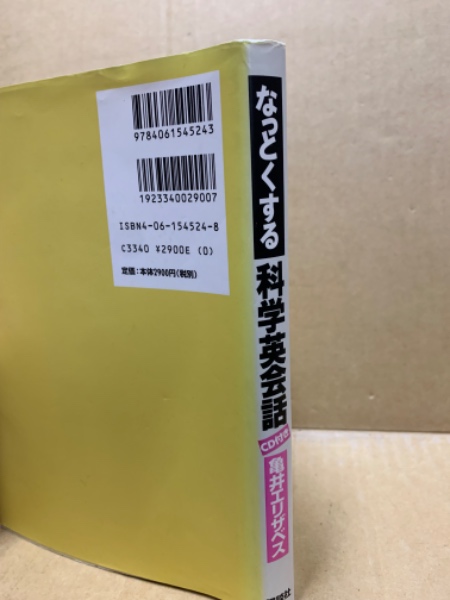 9784061545243
1923340029007
ISBN4-06-154524-8
C3340 ¥2900E (0)
定価:本体2900円(税別)
なっとくする
科学英会話
CD付き
亀井エリザベス